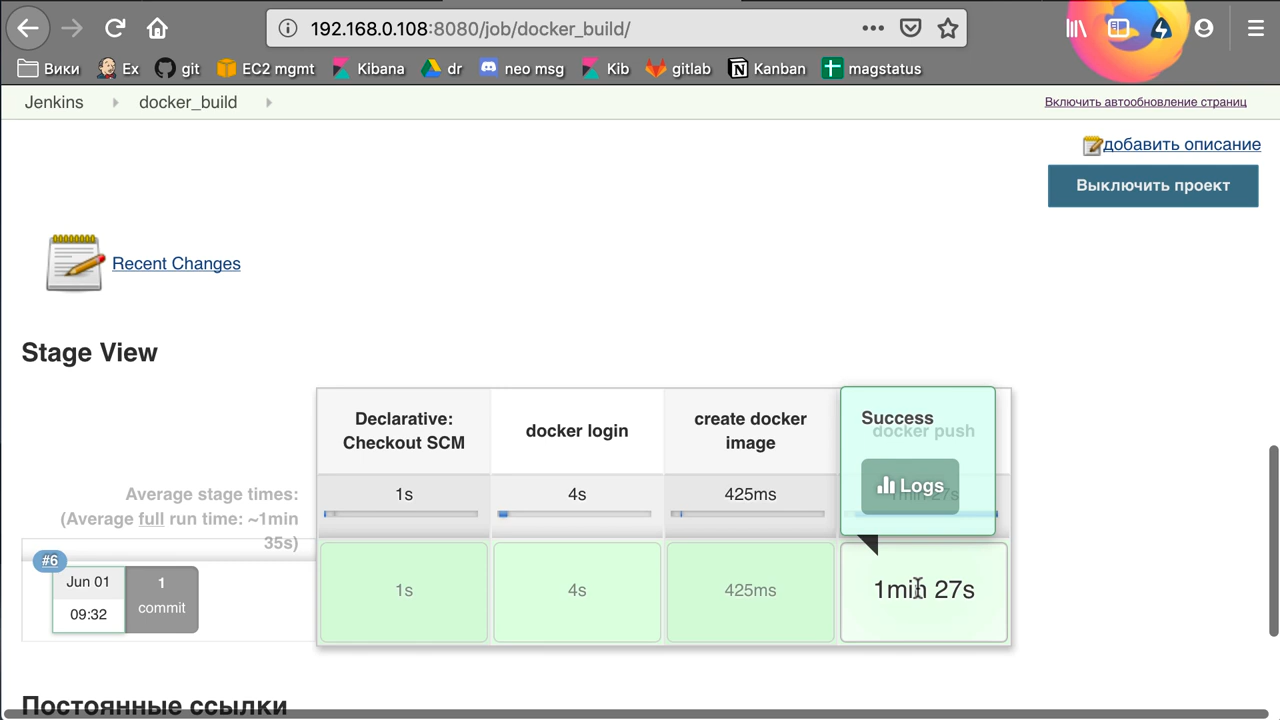 192.168.0.108:8080/job/docker_build/
Вики Ex git EC2 mgmt Kibana dr neo msg Kib gitlab Kanban magstatus
Jenkins docker_build Включить автообновление страниц
добавить описание
Выключить проект
Recent Changes
Stage View
Declarative: Checkout SCM
docker login
create docker image
docker push
Success
Logs
Average stage times:
(Average full run time: ~1min 35s)
1s 4s 425ms 1min 27s
#6
Jun 01
09:32
1 commit
1s 4s 425ms 1min 27s
Постоянные ссылки